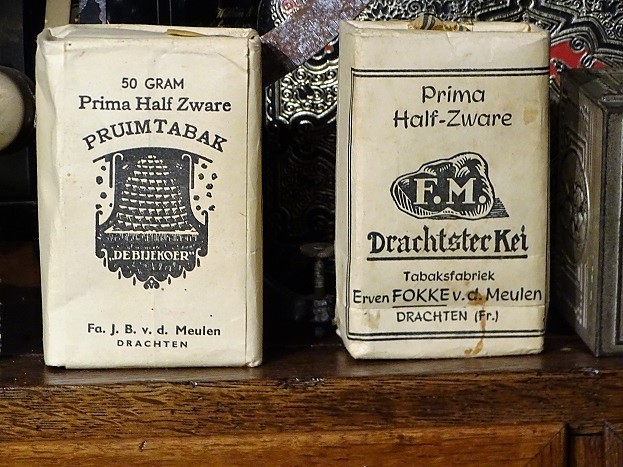 50 GRAM
Prima Half Zware
PRUIMTABAK
„DE BIJEKOER”
Fa. J. B. v. d. Meulen
DRACHTEN
Prima
Half-Zware
F.M.
Drachtster Kei
Tabaksfabriek
Erven FOKKE v. d. Meulen
DRACHTEN (Fr.)